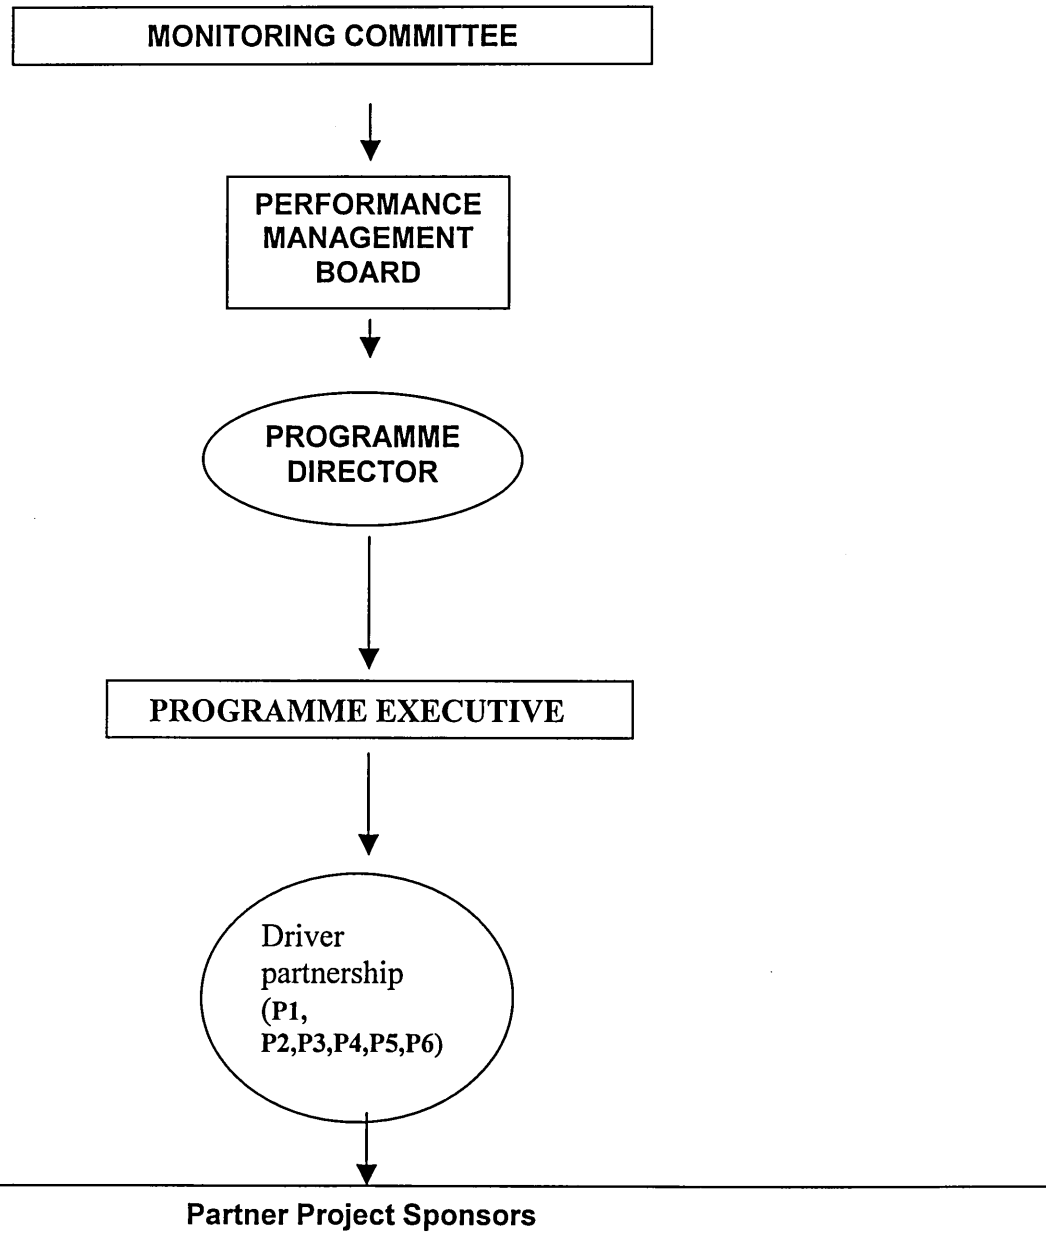 MONITORING COMMITTEE
PERFORMANCE
MANAGEMENT
BOARD
PROGRAMME
DIRECTOR
PROGRAMME EXECUTIVE
Driver
partnership
(P1,
P2,P3,P4,P5,P6)
Partner Project Sponsors